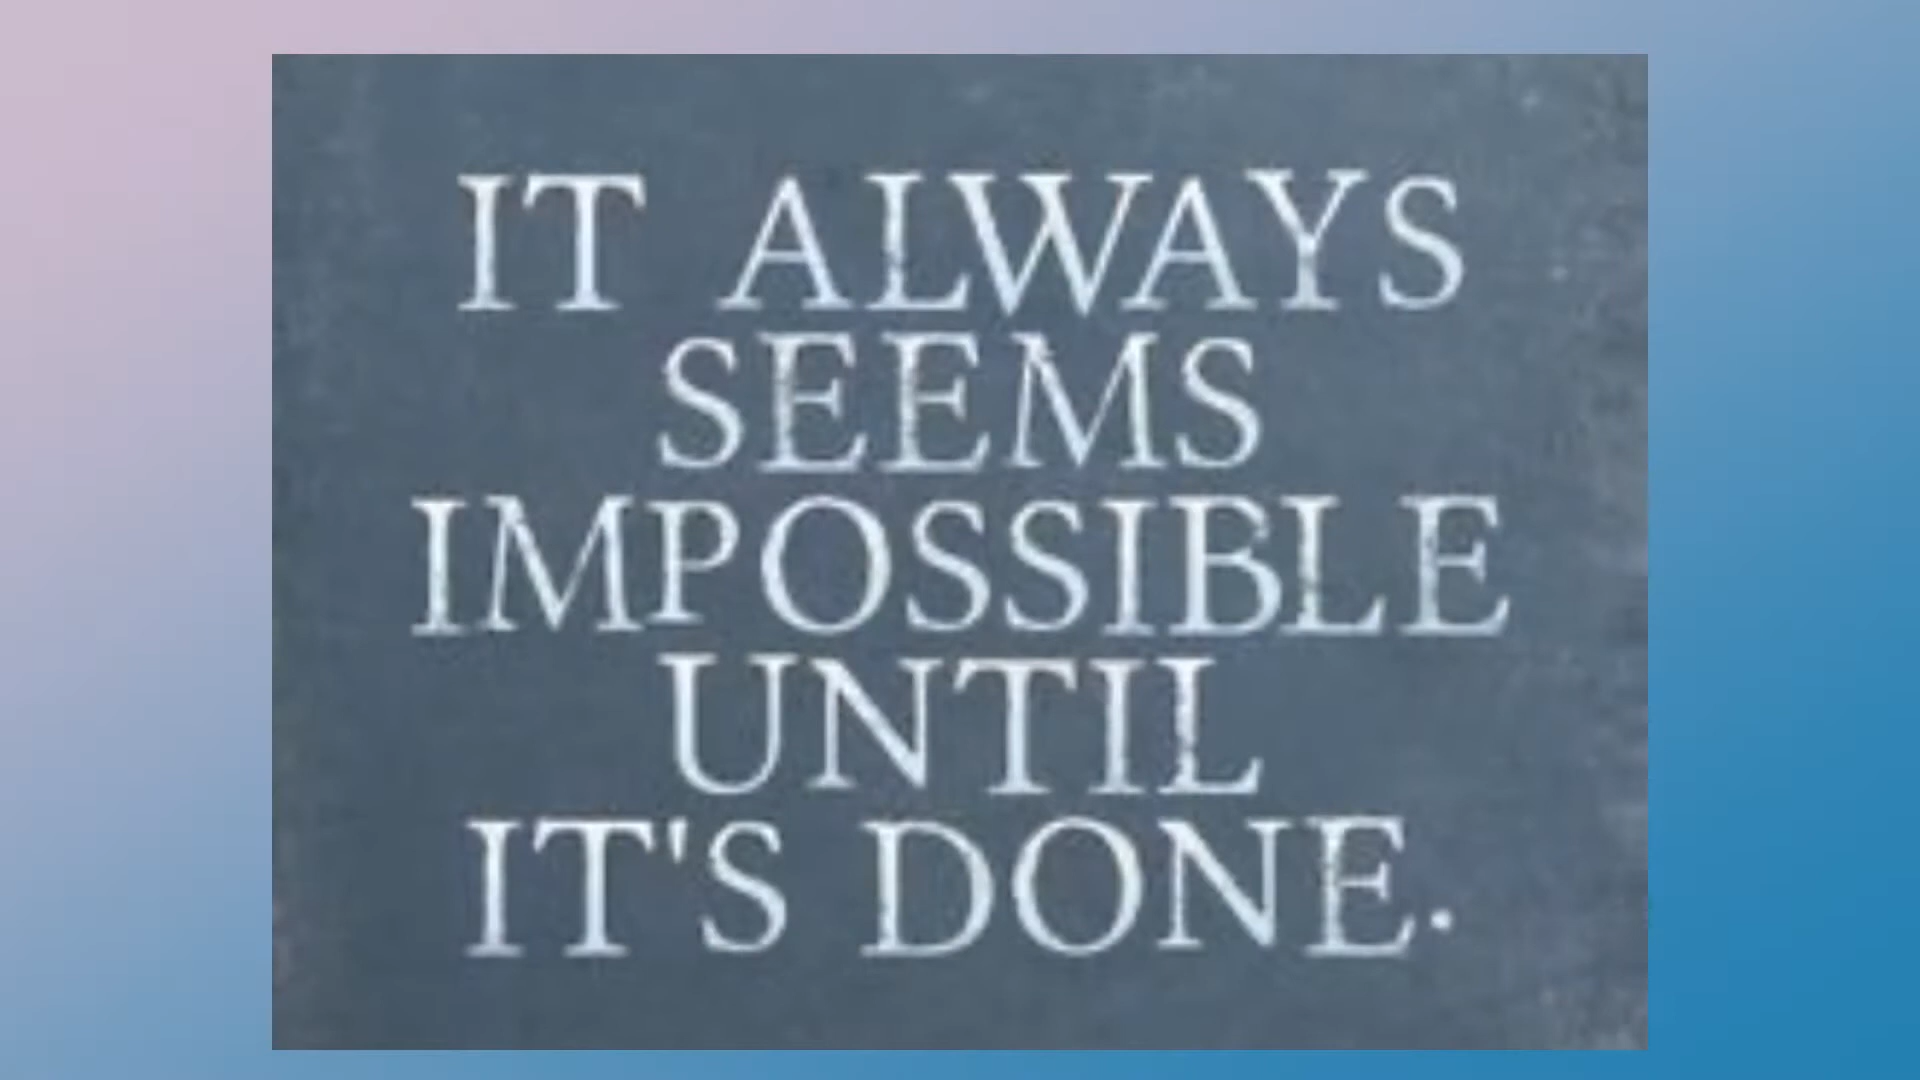 IT ALWAYS
SEEMS
IMPOSSIBLE
UNTIL
IT'S DONE.